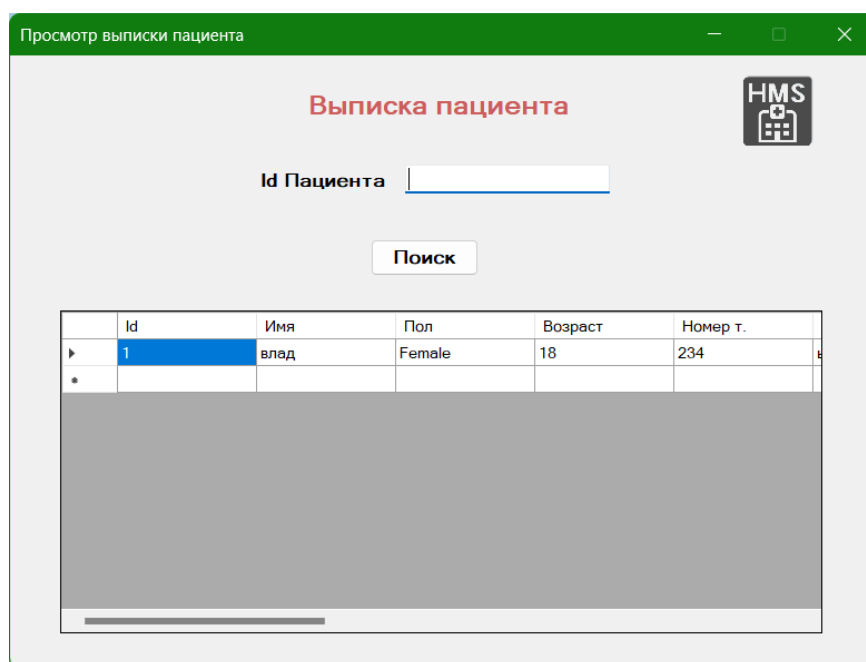 Просмотр выписки пациента
Выписка пациента
HMS
Id Пациента
Поиск
Id Имя Пол Возраст Номер т.
1 влад Female 18 234